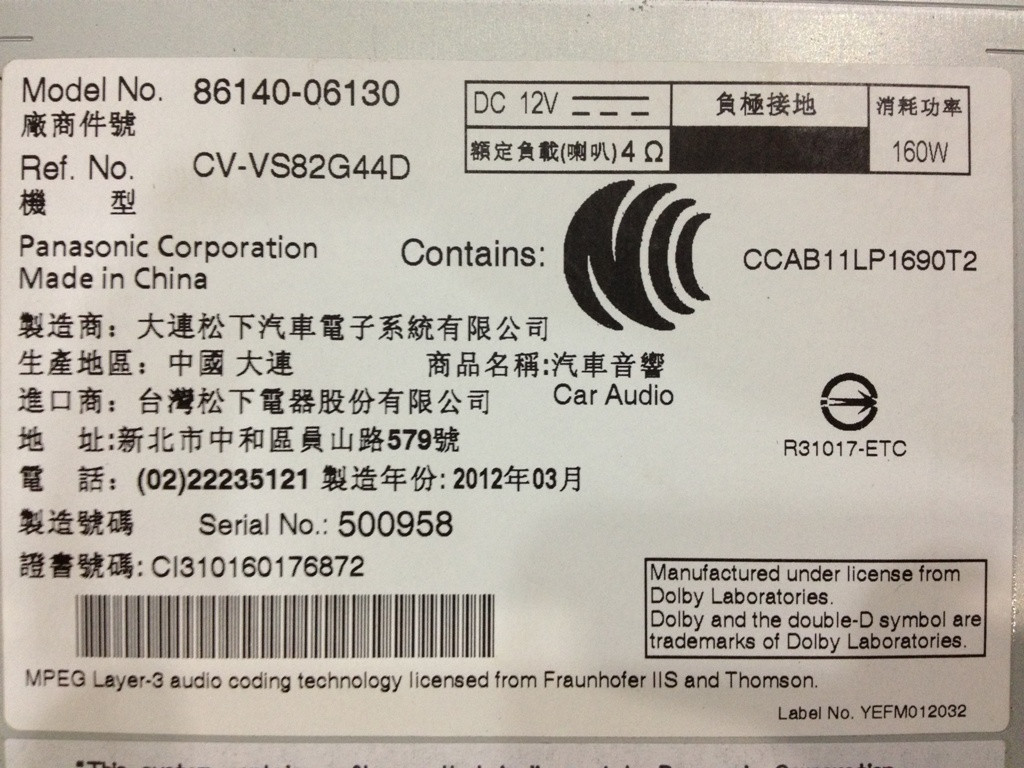 Model No. 86140-06130
廠商件號
Ref. No. CV-VS82G44D
機 型
DC 12V 負極接地 消耗功率
額定負載(喇叭)4 Ω 160W
Panasonic Corporation
Made in China
Contains: CCAB11LP1690T2
製造商：大連松下汽車電子系統有限公司
生產地區：中國 大連 商品名稱:汽車音響
Car Audio
進口商：台灣松下電器股份有限公司
地 址:新北市中和區員山路579號
R31017-ETC
電 話：(02)22235121 製造年份: 2012年03月
製造號碼 Serial No.: 500958
證書號碼: CI310160176872
Manufactured under license from
Dolby Laboratories.
Dolby and the double-D symbol are
trademarks of Dolby Laboratories.
MPEG Layer-3 audio coding technology licensed from Fraunhofer IIS and Thomson.
Label No. YEFM012032